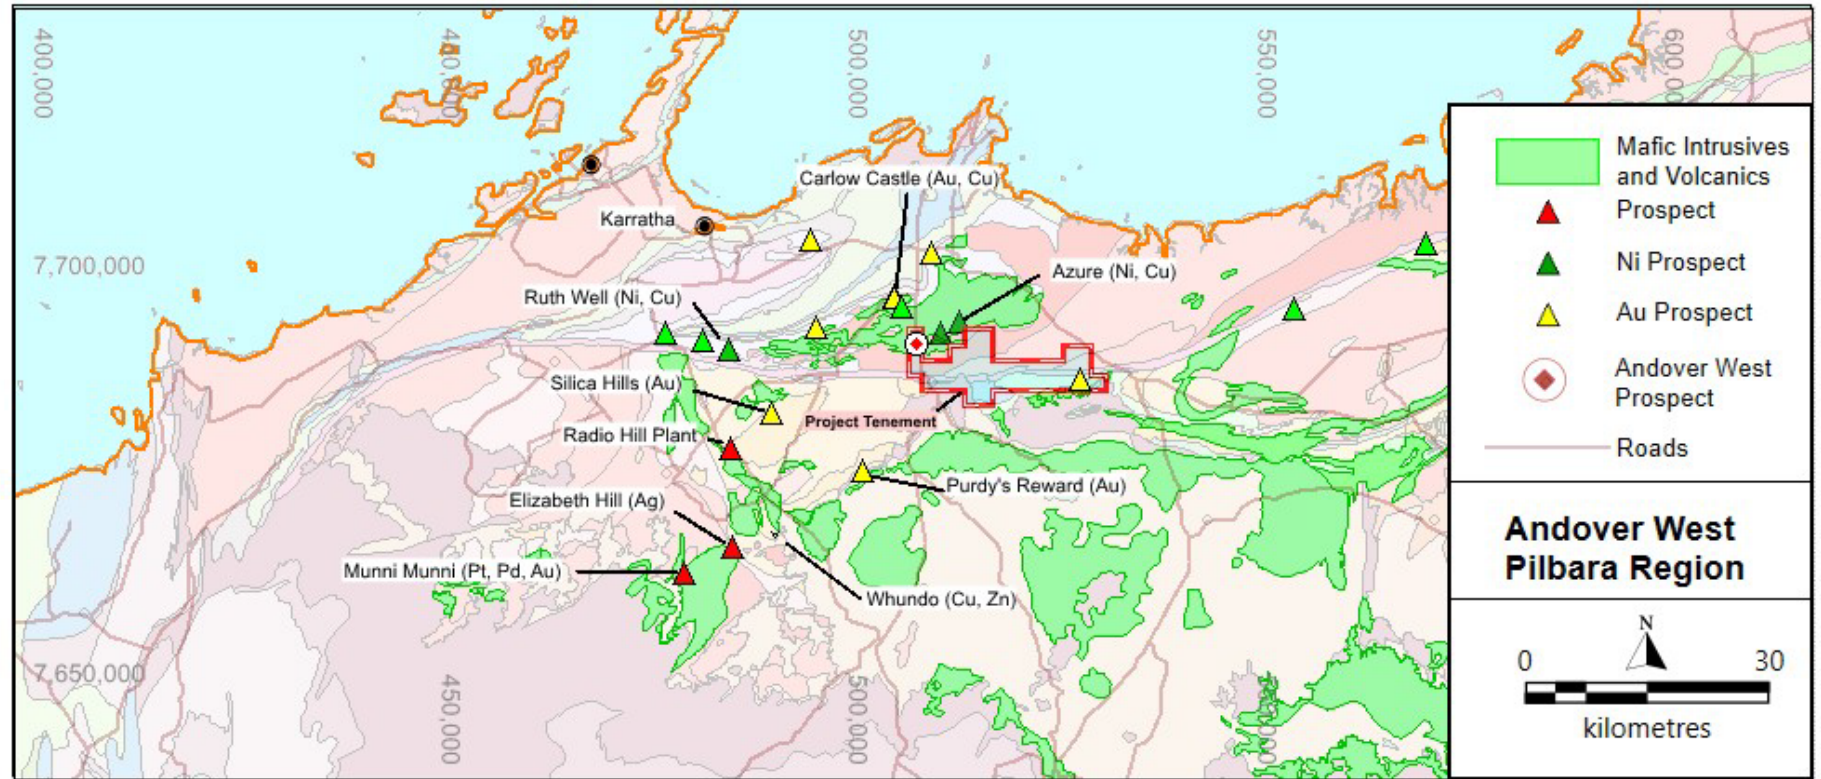 400,000
450,000
500,000
550,000
600,000
Carlow Castle (Au, Cu)
Karratha
7,700,000
Azure (Ni, Cu)
Ruth Well (Ni, Cu)
Silica Hills (Au)
Project Tenement
Radio Hill Plant
Purdy's Reward (Au)
Elizabeth Hill (Ag)
Munni Munni (Pt, Pd, Au)
Whundo (Cu, Zn)
7,650,000
450,000
500,000
Mafic Intrusives
and Volcanics
Prospect
Ni Prospect
Au Prospect
Andover West
Prospect
Roads
Andover West
Pilbara Region
N
0 30
kilometres